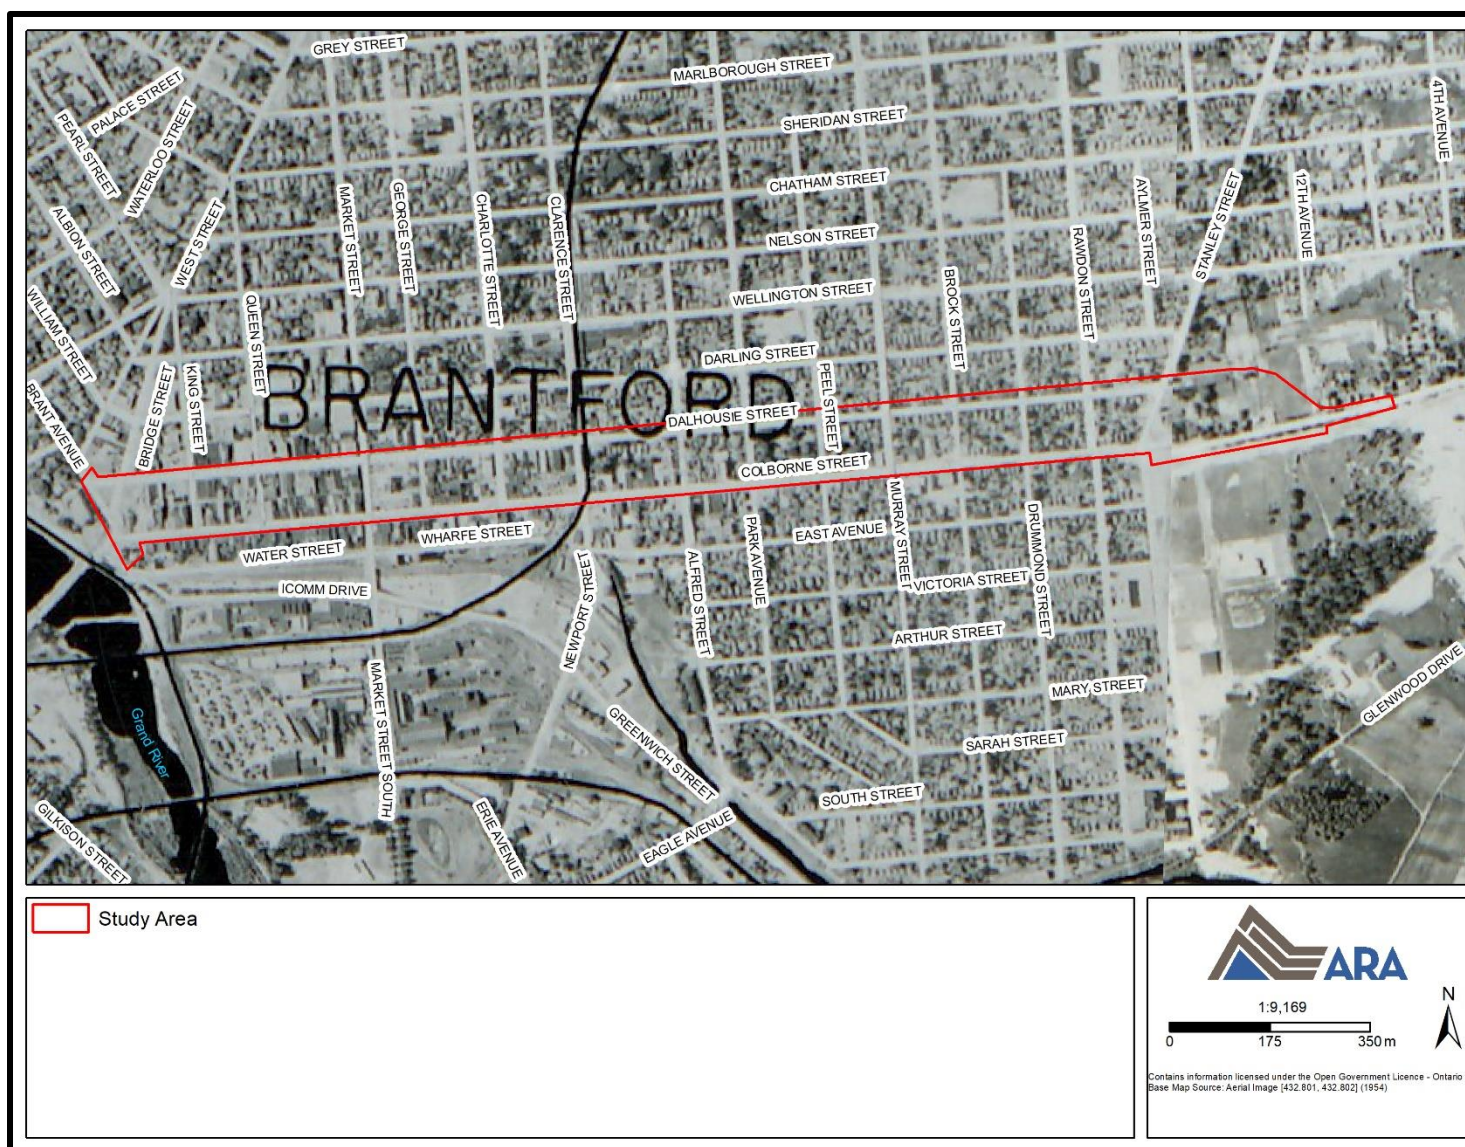 GREY STREET
MARLBOROUGH STREET
PALACE STREET
4TH AVENUE
PEARL STREET
WATERLOO STREET
SHERIDAN STREET
CHATHAM STREET
ALBION STREET
WEST STREET
MARKET STREET
GEORGE STREET
CHARLOTTE STREET
CLARENCE STREET
NELSON STREET
RAWDON STREET
AYLMER STREET
STANLEY STREET
12TH AVENUE
WILLIAM STREET
QUEEN STREET
WELLINGTON STREET
BROCK STREET
DARLING STREET
BRANT AVENUE
BRIDGE STREET
KING STREET
BRANTFORD
DALHOUSIE STREET
PEEL STREET
COLBORNE STREET
WATER STREET
WHARFE STREET
PARK AVENUE
EAST AVENUE
MURRAY STREET
DRUMMOND STREET
ICOMM DRIVE
NEWPORT STREET
ALFRED STREET
VICTORIA STREET
ARTHUR STREET
MARY STREET
GLENWOOD DRIVE
Grand River
MARKET STREET SOUTH
GREENWICH STREET
SARAH STREET
SOUTH STREET
GILKISON STREET
ERIE AVENUE
EAGLE AVENUE
Study Area
ARA
1:9,169
N
0 175 350 m
Contains information licensed under the Open Government Licence - Ontario
Base Map Source: Aerial Image [432.801, 432.802] (1954)